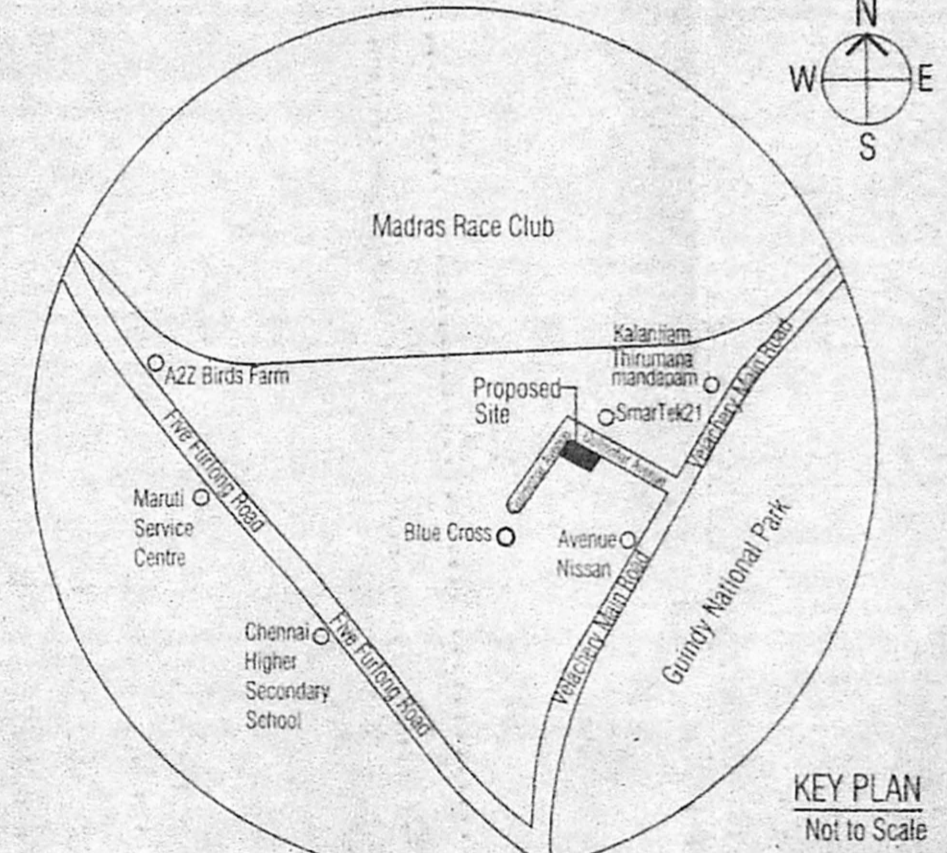 N
W E
S
Madras Race Club
Kalanjiam
Thirumana
mandapam
A2Z Birds Farm
Proposed
Site
SmarTek21
Velachery Main Road
Five Furlong Road
Avenue
Avenue
Maruti
Service
Centre
Blue Cross
Avenue
Nissan
Guindy National Park
Velachery Main Road
Chennai
Higher
Secondary
School
Five Furlong Road
KEY PLAN
Not to Scale